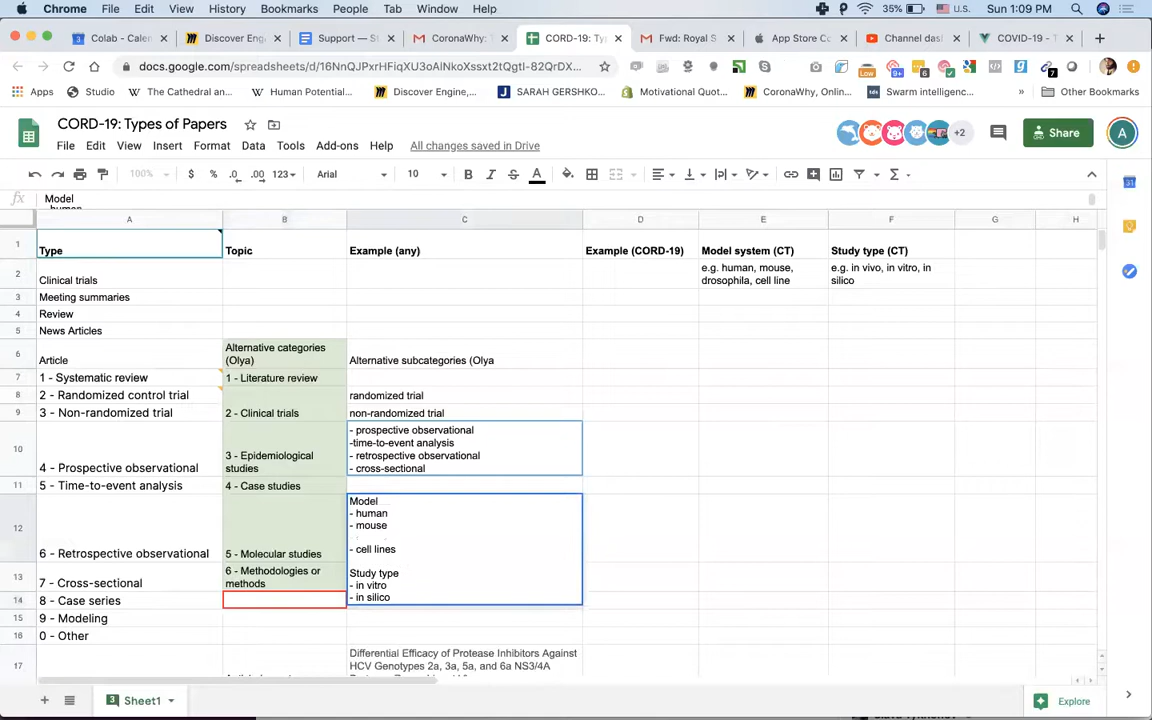 Chrome File Edit View History Bookmarks People Tab Window Help 35% U.S. Sun 1:09 PM
Colab - Calen
Discover Eng
Support — S
CoronaWhy:
CORD-19: Ty
Fwd: Royal S
App Store Co
Channel das
COVID-19 - T
docs.google.com/spreadsheets/d/16NnQJPxrHFiqXU3oAlNkoXssxt2tQgtl-82QrDX...
Low 9+ 6 7
Apps Studio The Cathedral an Human Potential... Discover Engine,... SARAH GERSHKO... Motivational Quot... CoronaWhy, Onlin... Swarm intelligenc... » Other Bookmarks
CORD-19: Types of Papers
+2 Share A
File Edit View Insert Format Data Tools Add-ons Help All changes saved in Drive
100% $ % .0 .00 123 Arial 10 B I S A
fx Model
A B C D E F G H
1 Type Topic Example (any) Example (CORD-19) Model system (CT) Study type (CT)
e.g. human, mouse, e.g. in vivo, in vitro, in
2 Clinical trials drosophila, cell line silico
3 Meeting summaries
4 Review
5 News Articles
Alternative categories
6 Article (Olya) Alternative subcategories (Olya
7 1 - Systematic review 1 - Literature review
8 2 - Randomized control trial randomized trial
9 3 - Non-randomized trial 2 - Clinical trials non-randomized trial
- prospective observational
-time-to-event analysis
10 3 - Epidemiological - retrospective observational
4 - Prospective observational studies - cross-sectional
11 5 - Time-to-event analysis 4 - Case studies
Model
- human
12 - mouse
- cell lines
6 - Retrospective observational 5 - Molecular studies
6 - Methodologies or Study type
13 7 - Cross-sectional methods - in vitro
14 8 - Case series - in silico
15 9 - Modeling
16 0 - Other
Differential Efficacy of Protease Inhibitors Against
17 HCV Genotypes 2a, 3a, 5a, and 6a NS3/4A
3 Sheet1 Explore